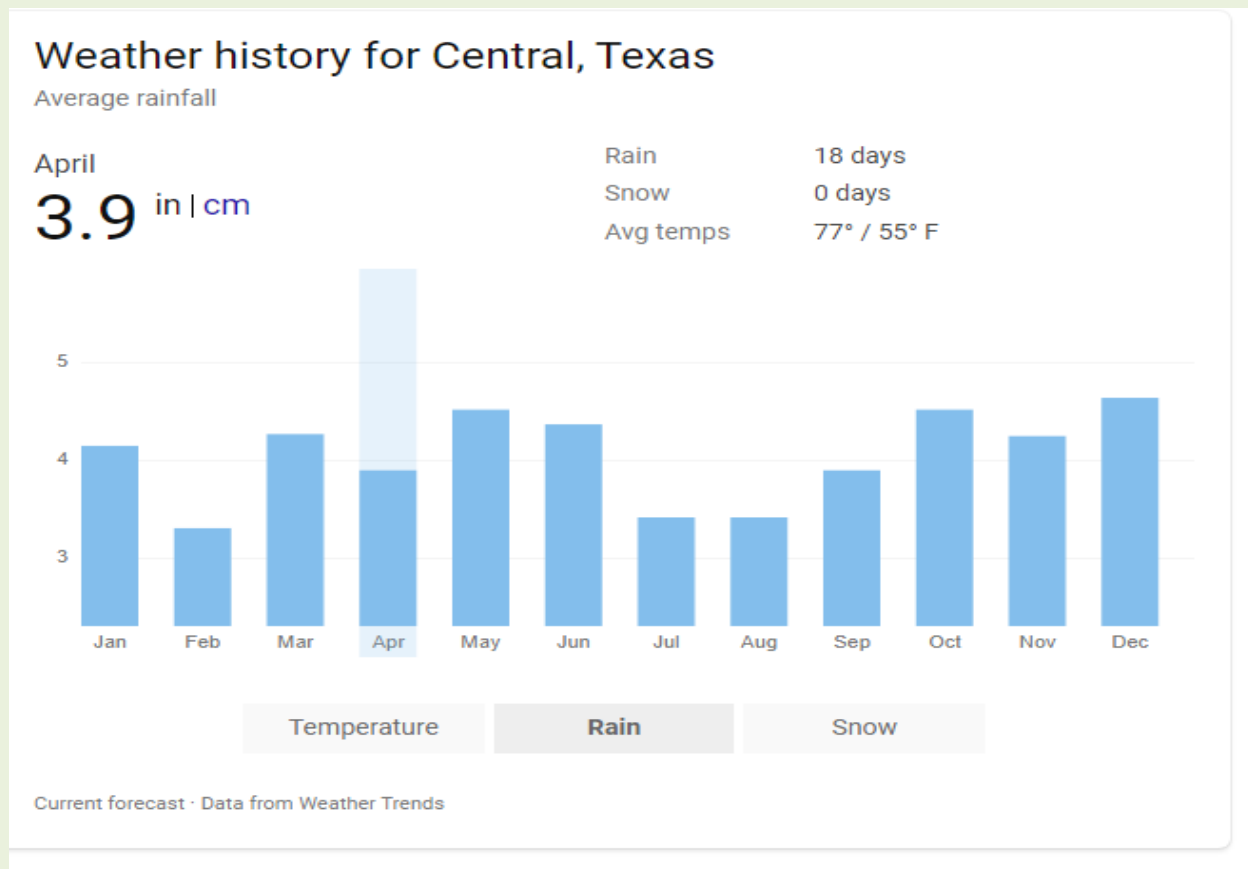 Weather history for Central, Texas
Average rainfall
April
3.9 in | cm
Rain 18 days
Snow 0 days
Avg temps 77° / 55° F
5
4
3
Jan Feb Mar Apr May Jun Jul Aug Sep Oct Nov Dec
Temperature Rain Snow
Current forecast · Data from Weather Trends